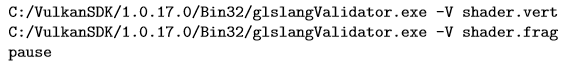 C:/VulkanSDK/1.0.17.0/Bin32/glslangValidator.exe -V shader.vert
C:/VulkanSDK/1.0.17.0/Bin32/glslangValidator.exe -V shader.frag
pause